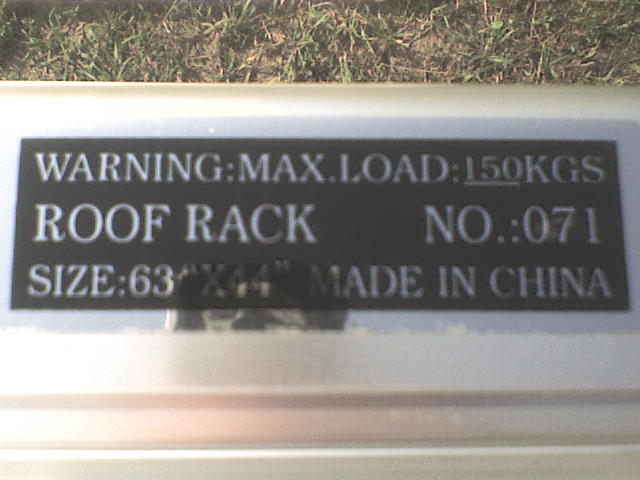 WARNING:MAX.LOAD:150KGS
ROOF RACK NO.:071
SIZE:63"X44" MADE IN CHINA